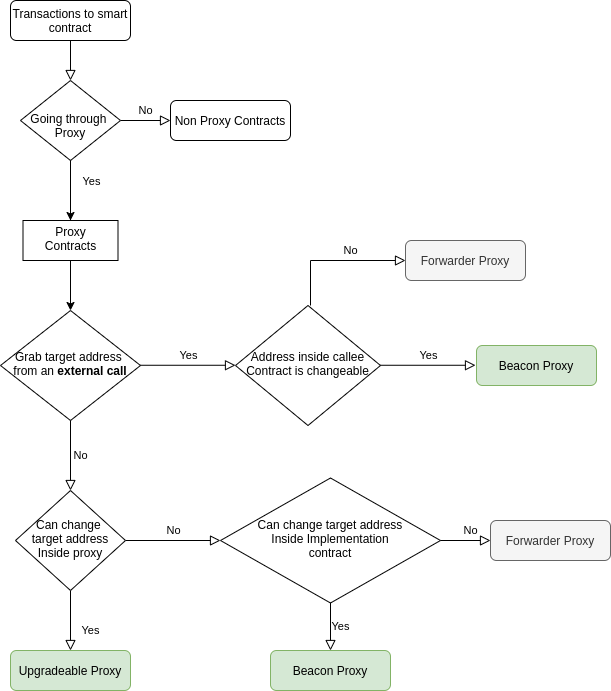 Transactions to smart
contract
Going through
Proxy
No
Non Proxy Contracts
Yes
Proxy
Contracts
No
Forwarder Proxy
Grab target address
from an external call
Yes
Address inside callee
Contract is changeable
Yes
Beacon Proxy
No
Can change
target address
Inside proxy
No
Can change target address
Inside Implementation
contract
No
Forwarder Proxy
Yes
Upgradeable Proxy
Yes
Beacon Proxy